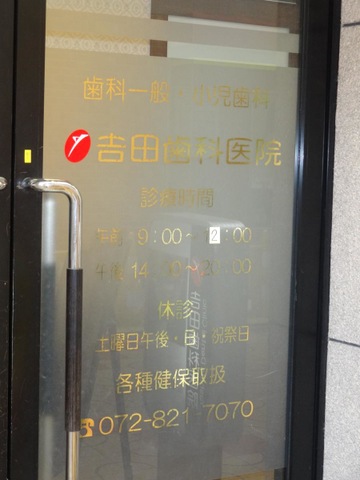 歯科一般・小児歯科
吉田歯科医院
診療時間
午前 9:00〜12:00
午後 14:00〜20:00
休診
土曜日午後・日・祝祭日
各種健保取扱
☎072-821-7070